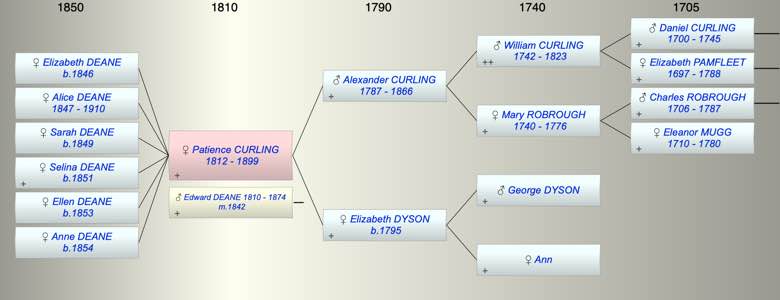 1850
1810
1790
1740
1705
♀ Elizabeth DEANE
b.1846
♀ Alice DEANE
1847 - 1910
♀ Sarah DEANE
b.1849
♀ Selina DEANE
b.1851
+
♀ Ellen DEANE
b.1853
♀ Anne DEANE
b.1854
♀ Patience CURLING
1812 - 1899
+
♂ Edward DEANE 1810 - 1874
m.1842
+
♂ Alexander CURLING
1787 - 1866
+
♀ Elizabeth DYSON
b.1795
+
♂ William CURLING
1742 - 1823
++
♀ Mary ROBROUGH
1740 - 1776
+
♂ George DYSON
+
♀ Ann
+
♂ Daniel CURLING
1700 - 1745
+
♀ Elizabeth PAMFLEET
1697 - 1788
+
♂ Charles ROBROUGH
1706 - 1787
+
♀ Eleanor MUGG
1710 - 1780
+